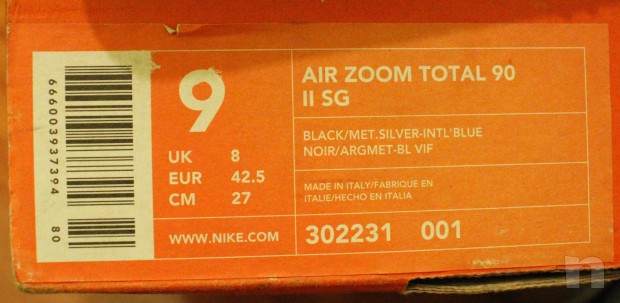 9
UK 8
EUR 42.5
CM 27
WWW.NIKE.COM
AIR ZOOM TOTAL 90
II SG
BLACK/MET.SILVER-INTL'BLUE
NOIR/ARGMET-BL VIF
MADE IN ITALY/FABRIQUE EN
ITALIE/HECHO EN ITALIA
302231 001
666003937394 80
n